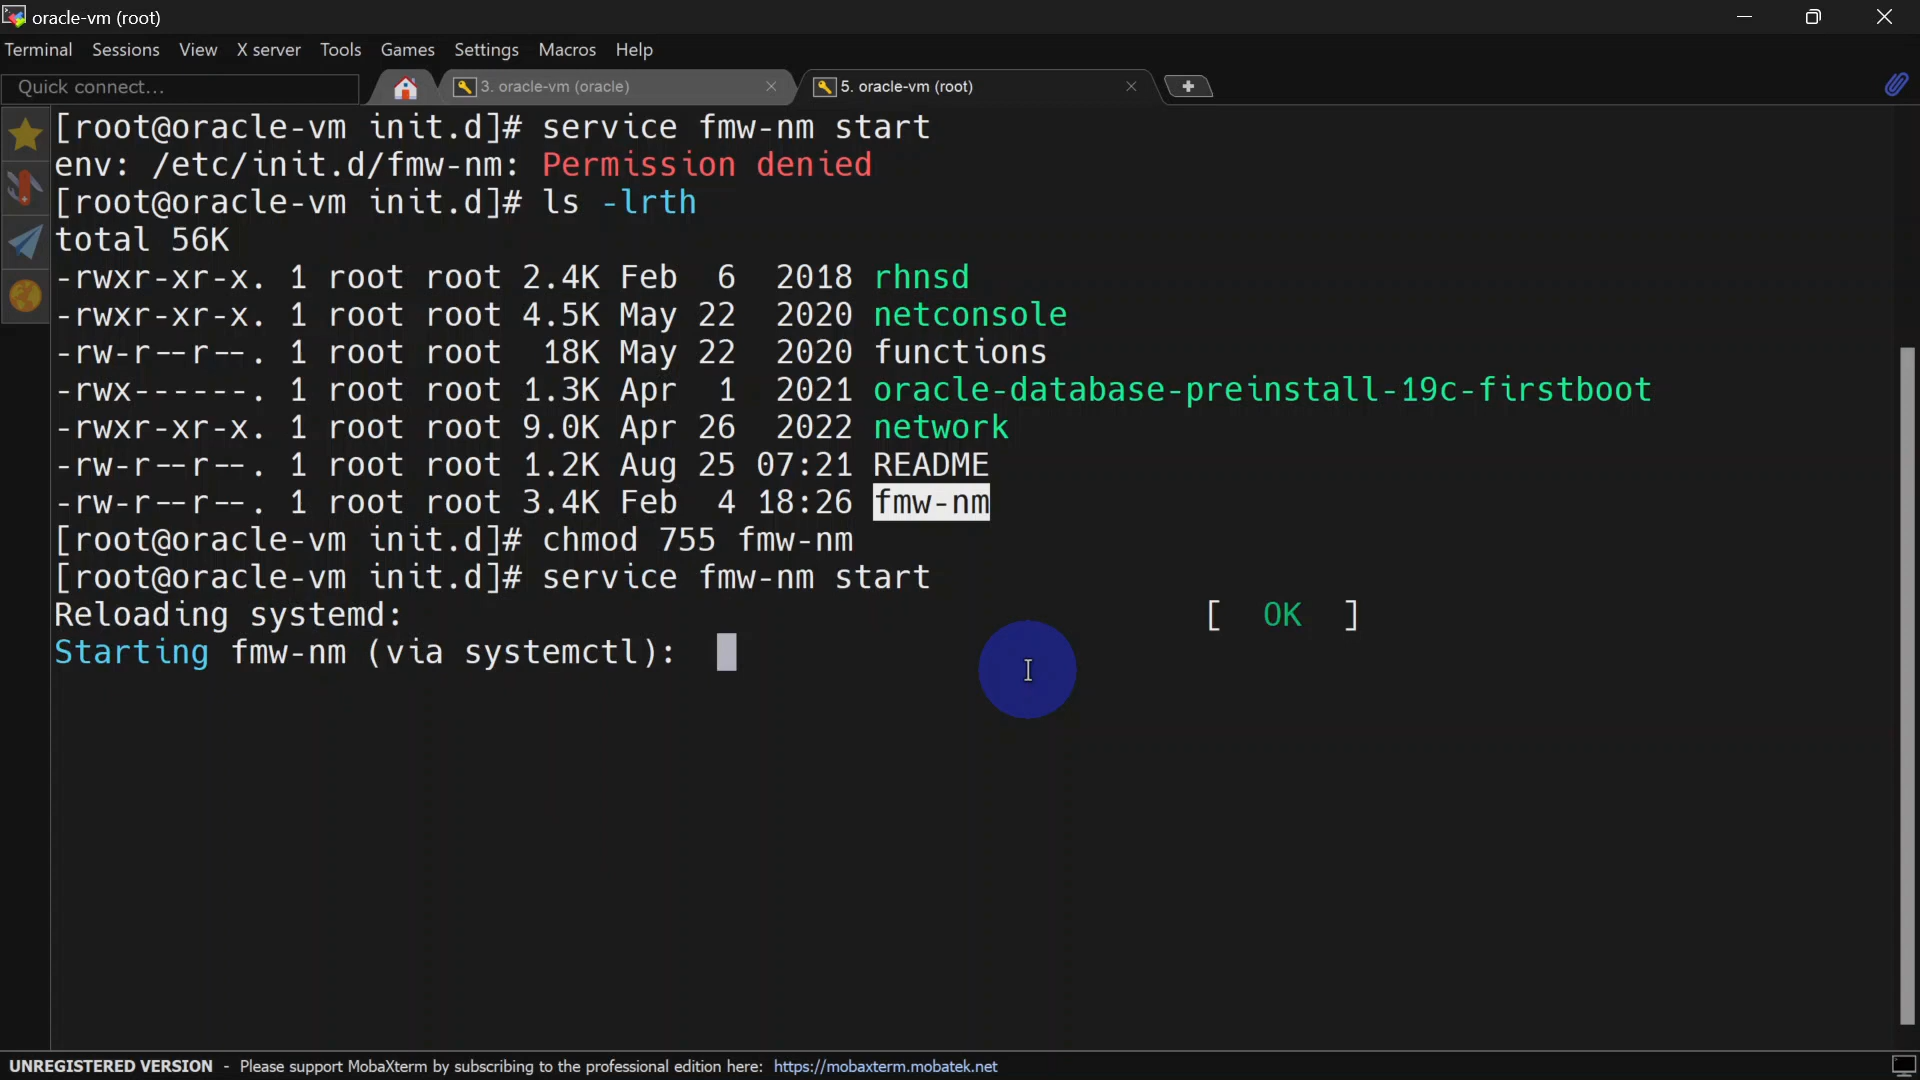 oracle-vm (root)
Terminal Sessions View X server Tools Games Settings Macros Help
Quick connect... 3. oracle-vm (oracle) 5. oracle-vm (root)
[root@oracle-vm init.d]# service fmw-nm start
env: /etc/init.d/fmw-nm: Permission denied
[root@oracle-vm init.d]# ls -lrth
total 56K
-rwxr-xr-x. 1 root root 2.4K Feb  6  2018 rhnsd
-rwxr-xr-x. 1 root root 4.5K May 22  2020 netconsole
-rw-r--r--. 1 root root  18K May 22  2020 functions
-rwx------. 1 root root 1.3K Apr  1  2021 oracle-database-preinstall-19c-firstboot
-rwxr-xr-x. 1 root root 9.0K Apr 26  2022 network
-rw-r--r--. 1 root root 1.2K Aug 25 07:21 README
-rw-r--r--. 1 root root 3.4K Feb  4 18:26 fmw-nm
[root@oracle-vm init.d]# chmod 755 fmw-nm
[root@oracle-vm init.d]# service fmw-nm start
Reloading systemd: [  OK  ]
Starting fmw-nm (via systemctl):
UNREGISTERED VERSION - Please support MobaXterm by subscribing to the professional edition here: https://mobaxterm.mobatek.net